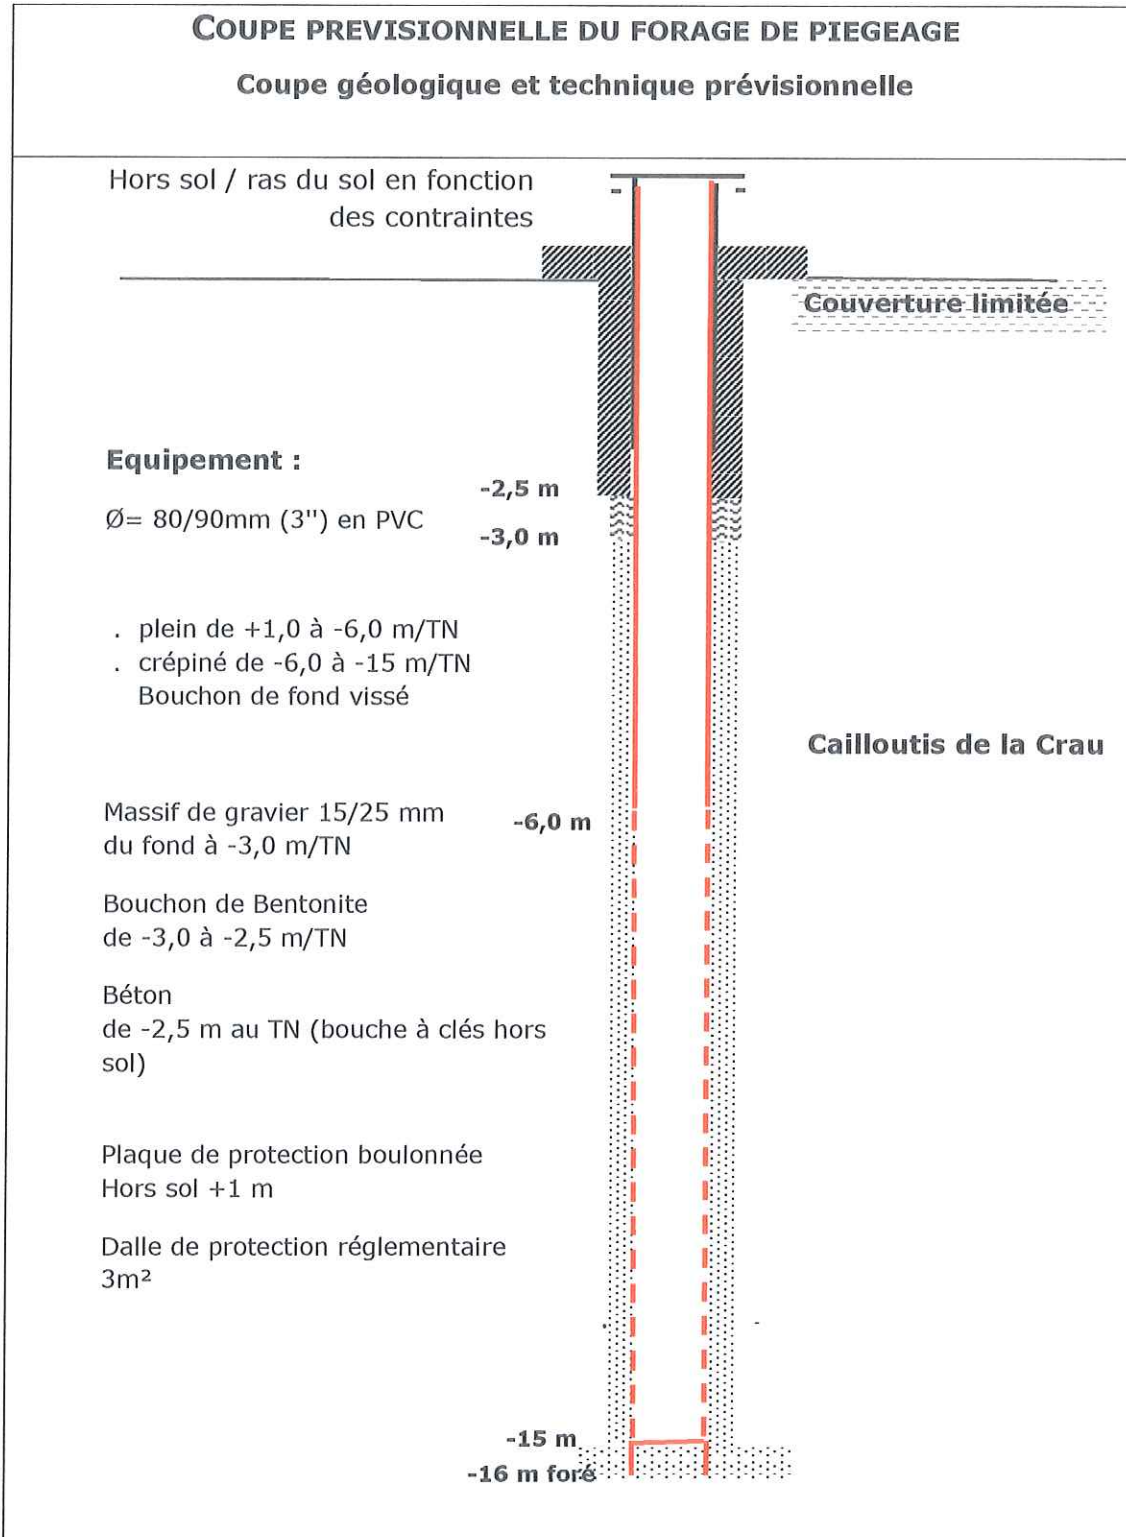 COUPE PREVISIONNELLE DU FORAGE DE PIEGEAGE
Coupe géologique et technique prévisionnelle
Hors sol / ras du sol en fonction
des contraintes
Couverture limitée
Equipement :
-2,5 m
Ø= 80/90mm (3") en PVC
-3,0 m
. plein de +1,0 à -6,0 m/TN
. crépiné de -6,0 à -15 m/TN
Bouchon de fond vissé
Cailloutis de la Crau
Massif de gravier 15/25 mm
-6,0 m
du fond à -3,0 m/TN
Bouchon de Bentonite
de -3,0 à -2,5 m/TN
Béton
de -2,5 m au TN (bouche à clés hors
sol)
Plaque de protection boulonnée
Hors sol +1 m
Dalle de protection réglementaire
3m²
-15 m
-16 m foré